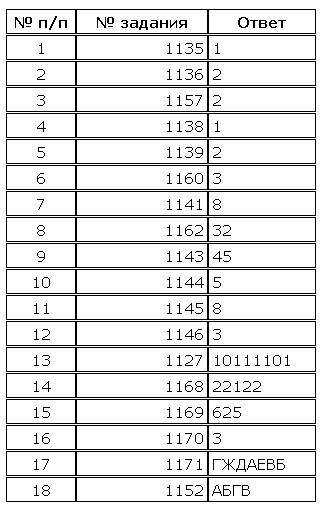 № п/п № задания Ответ
1 1135 1
2 1136 2
3 1157 2
4 1138 1
5 1139 2
6 1160 3
7 1141 8
8 1162 32
9 1143 45
10 1144 5
11 1145 8
12 1146 3
13 1127 10111101
14 1168 22122
15 1169 625
16 1170 3
17 1171 ГЖДАЕВБ
18 1152 АБГВ